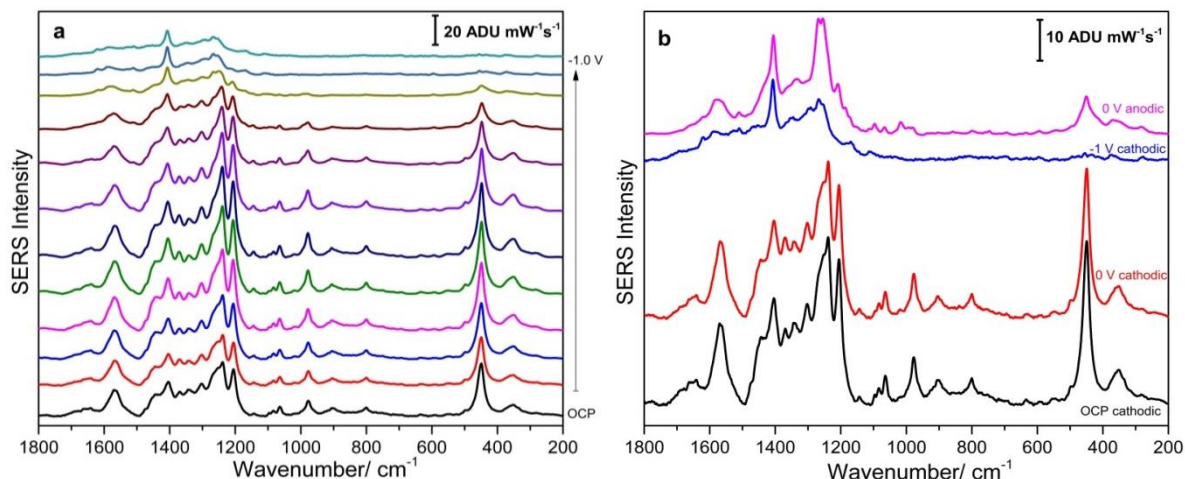 a
20 ADU mW⁻¹s⁻¹
-1.0 V
OCP
SERS Intensity
1800 1600 1400 1200 1000 800 600 400 200
Wavenumber/ cm⁻¹
b
10 ADU mW⁻¹s⁻¹
0 V anodic
-1 V cathodic
0 V cathodic
OCP cathodic
SERS Intensity
1800 1600 1400 1200 1000 800 600 400 200
Wavenumber/ cm⁻¹